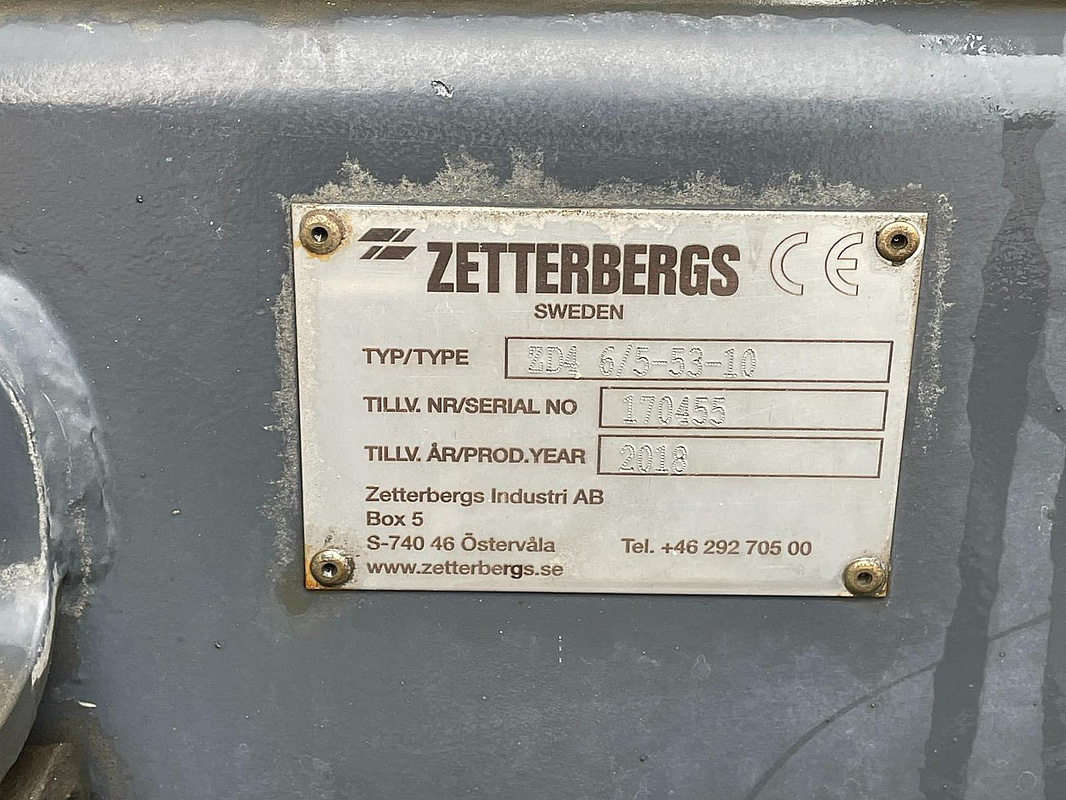 ZETTERBERGS CE
SWEDEN
TYP/TYPE ZD4 6/5-53-10
TILLV. NR/SERIAL NO 170455
TILLV. ÅR/PROD.YEAR 2018
Zetterbergs Industri AB
Box 5
S-740 46 Östervåla Tel. +46 292 705 00
www.zetterbergs.se